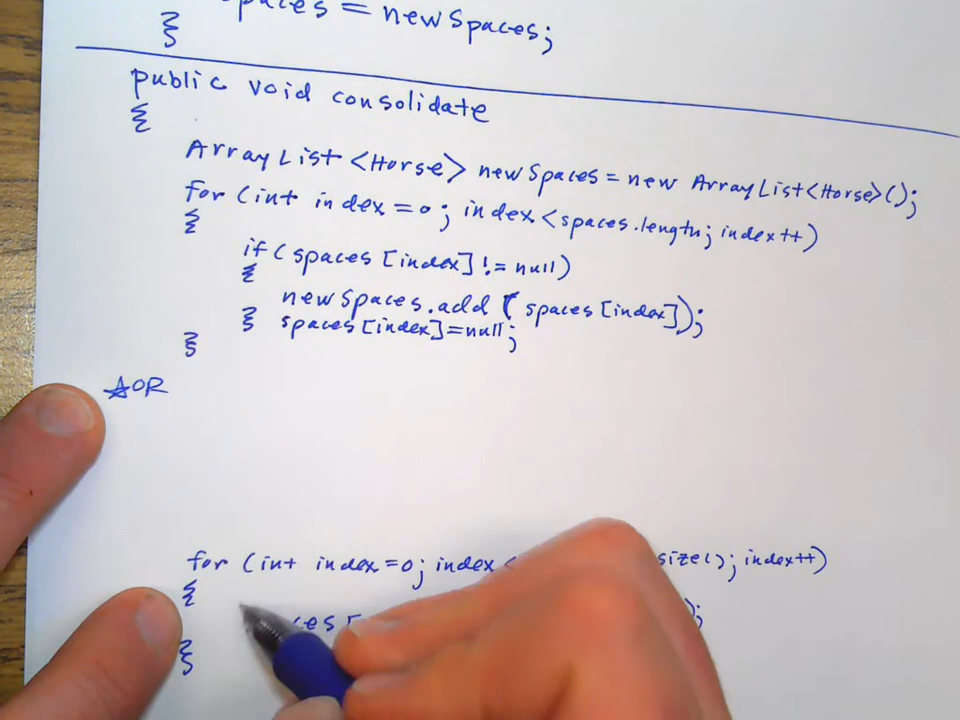 spaces = newSpaces;
}
public void consolidate
{
ArrayList <Horse> newSpaces = new ArrayList<Horse>();
for (int index = 0; index < spaces.length; index++)
{
if (spaces [index] != null)
{
newSpaces.add (spaces [index]);
} spaces [index] = null;
}
☆OR
for (int index = 0; index < size(); index++)
{
[
);
}